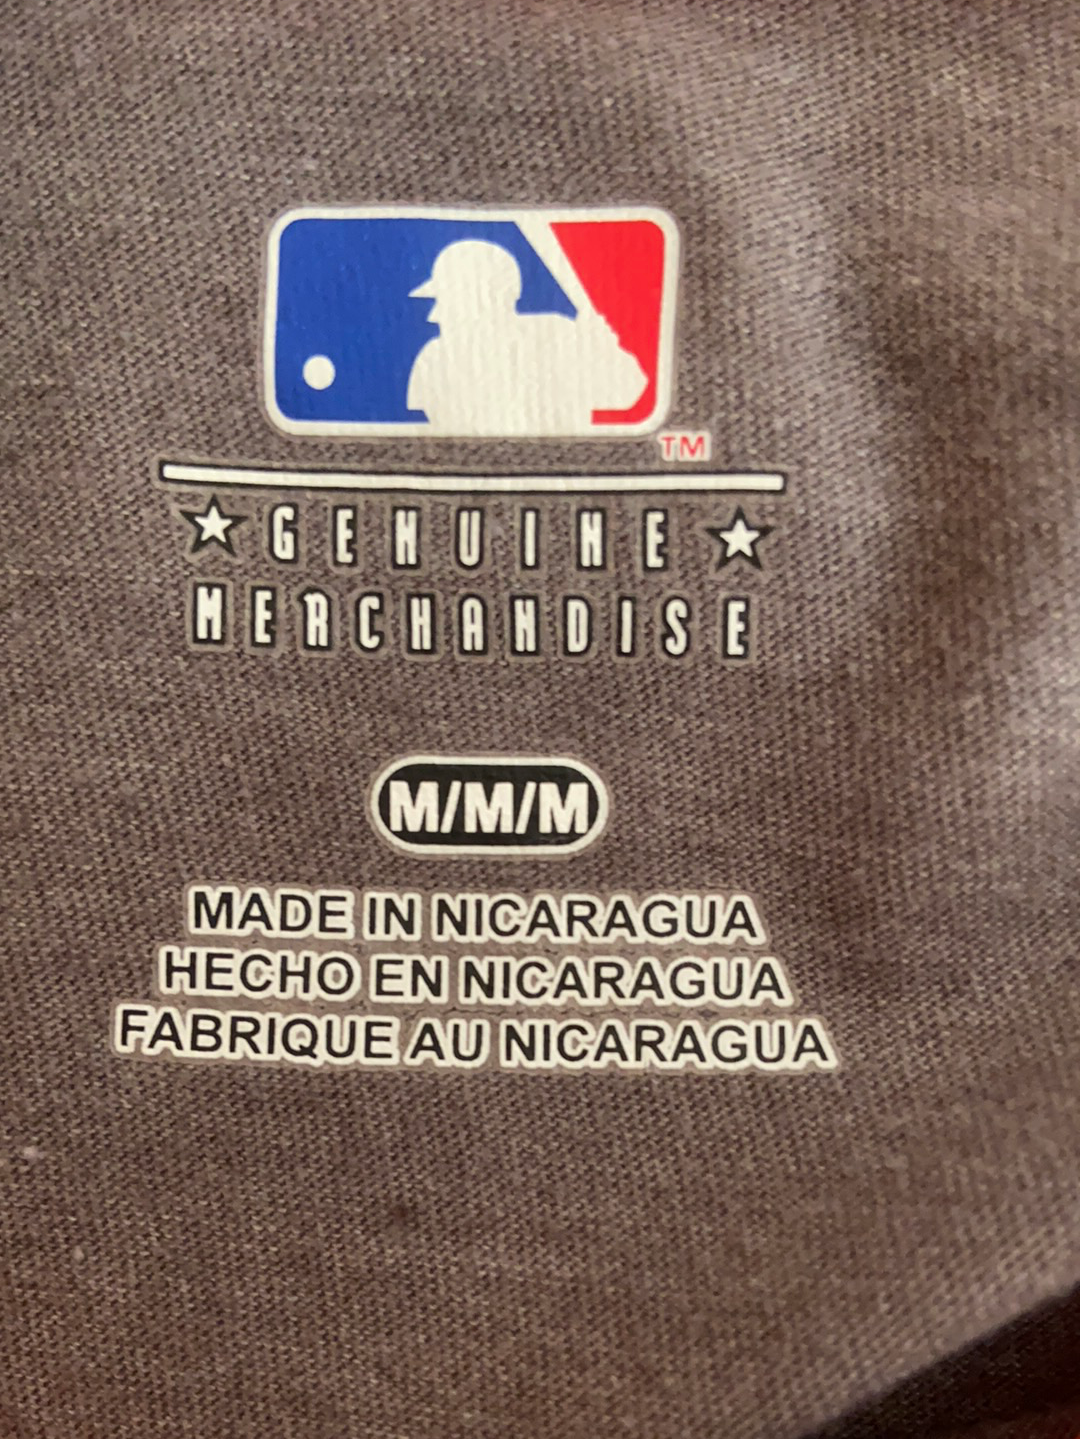 TM
GENUINE
MERCHANDISE
M/M/M
MADE IN NICARAGUA
HECHO EN NICARAGUA
FABRIQUE AU NICARAGUA